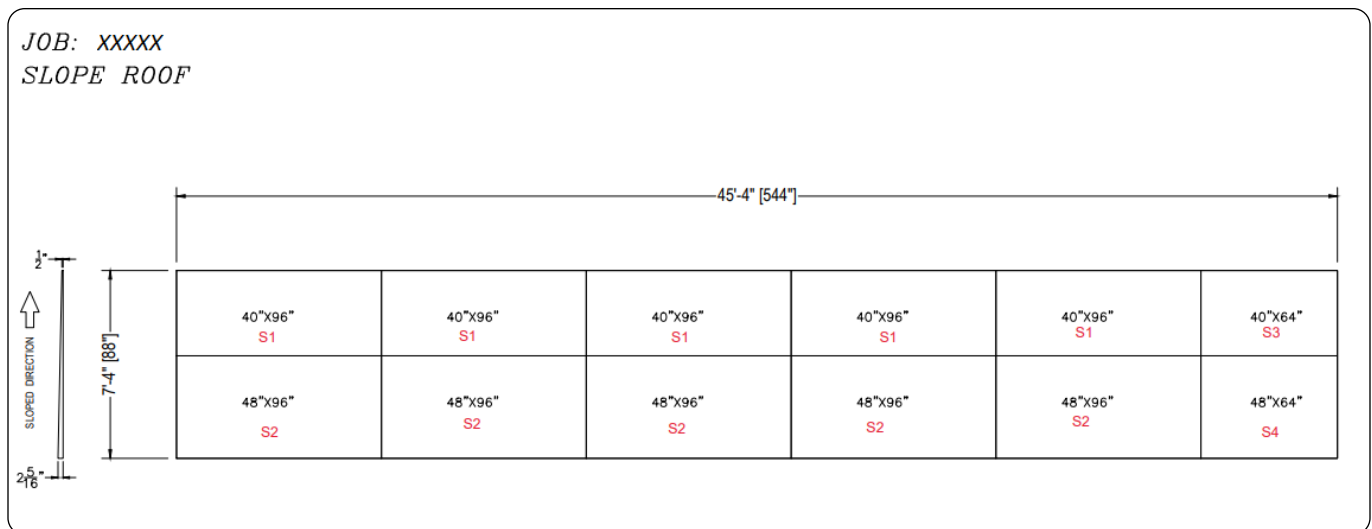 JOB: XXXXX
SLOPE ROOF
45'-4" [544"]
1/2"
SLOPED DIRECTION
7'-4" [88"]
2 5/16"
40"X96" 40"X96" 40"X96" 40"X96" 40"X96" 40"X64"
S1 S1 S1 S1 S1 S3
48"X96" 48"X96" 48"X96" 48"X96" 48"X96" 48"X64"
S2 S2 S2 S2 S2 S4